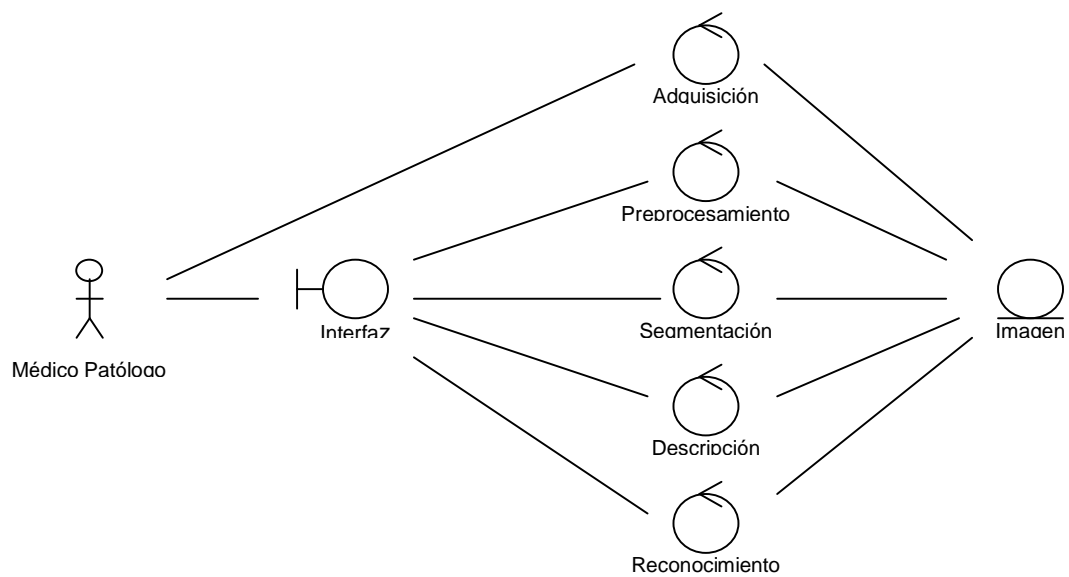 Adquisición
Preprocesamiento
Médico Patólogo
Interfaz
Segmentación
Imagen
Descripción
Reconocimiento